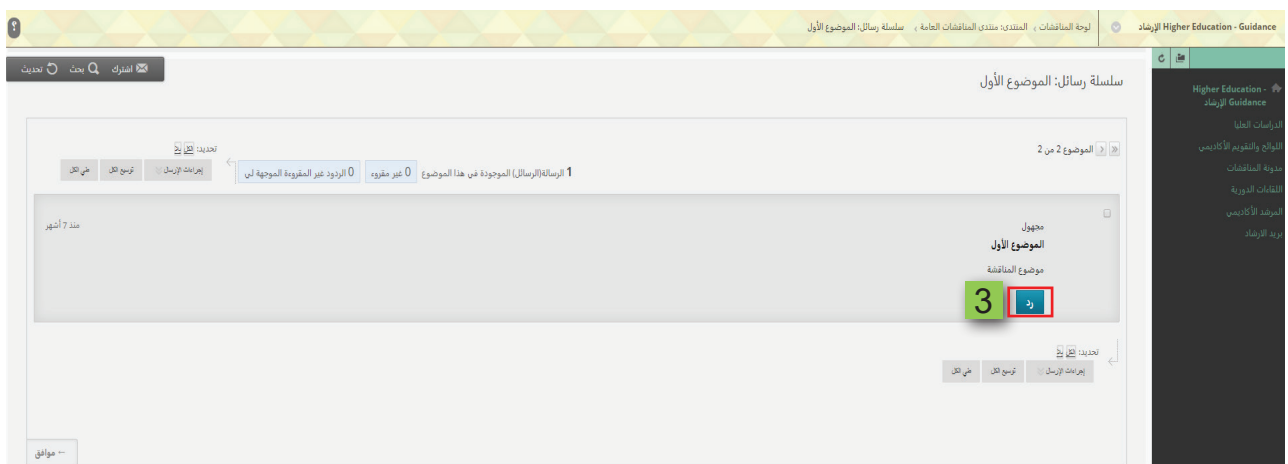 Higher Education - Guidance الإرشاد
لوحة المناقشات
المنتدى: منتدى المناقشات العامة
سلسلة رسائل: الموضوع الأول
?
Higher Education -
Guidance الإرشاد
الدراسات العليا
اللوائح والتقويم الأكاديمي
مدونة المناقشات
اللقاءات الدورية
المرشد الأكاديمي
بريد الارشاد
اشترك
بحث
تحديث
سلسلة رسائل: الموضوع الأول
الموضوع 2 من 2
تحديد: الكل بلا
1 الرسالة(الرسائل) الموجودة في هذا الموضوع
0 غير مقروء
0 الردود غير المقروءة الموجهة لي
إجراءات الإرسال
توسيع الكل
طي الكل
مجهول
منذ 7 أشهر
الموضوع الأول
موضوع المناقشة
رد
3
تحديد: الكل بلا
إجراءات الإرسال
توسيع الكل
طي الكل
← موافق